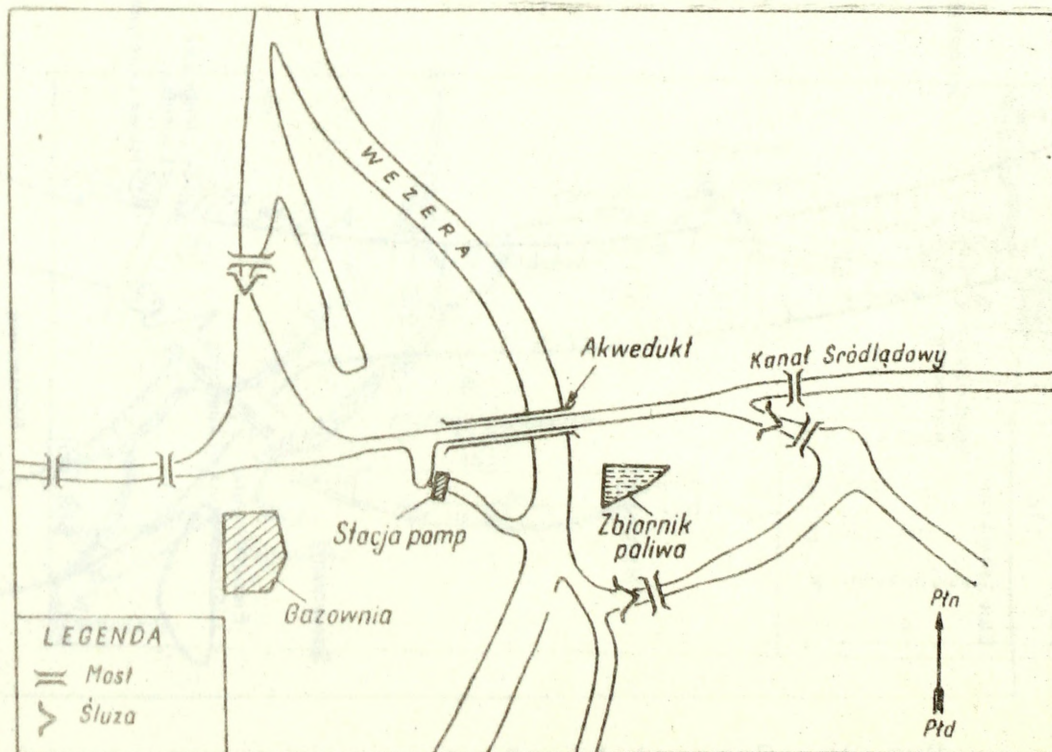 WEZERA
Akwedukt
Kanał Śródlądowy
Stacja pomp
Zbiornik
paliwa
Gazownia
LEGENDA
Most
Śluza
Płn
Płd